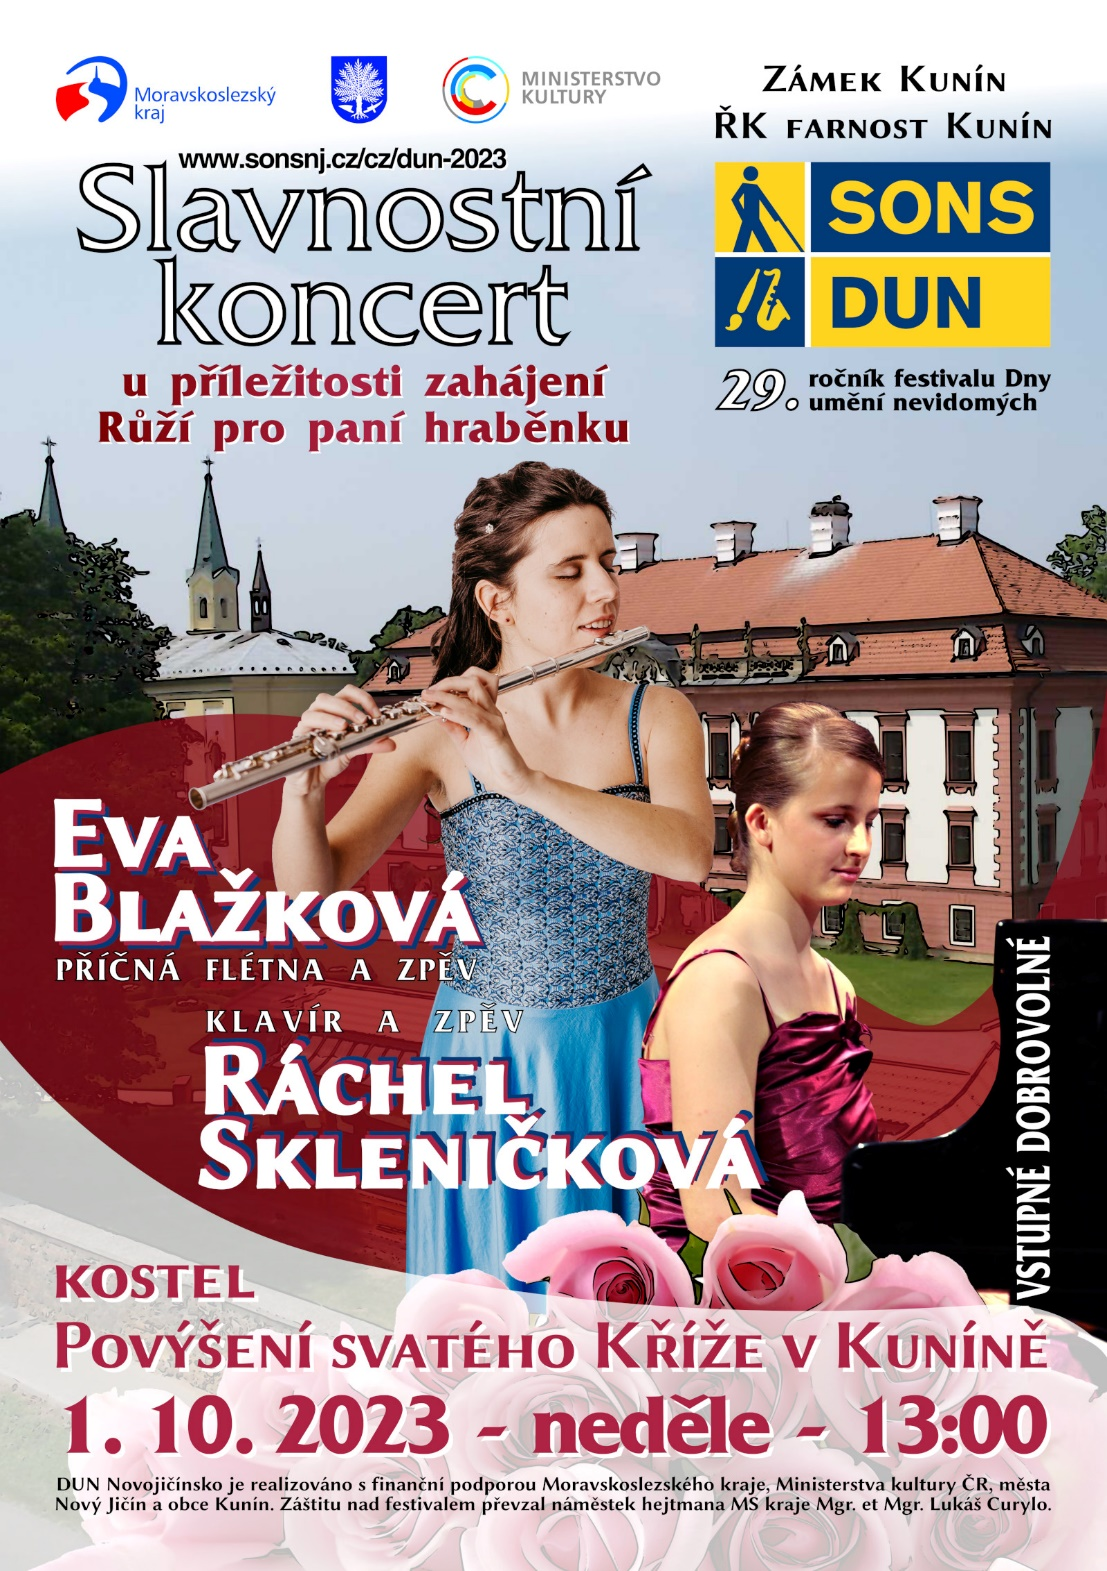 Moravskoslezský
kraj
MINISTERSTVO
KULTURY
ZÁMEK KUNÍN
ŘK FARNOST KUNÍN
www.sonsnj.cz/cz/dun-2023
Slavnostní
koncert
u příležitosti zahájení
Růží pro paní hraběnku
SONS
DUN
29. ročník festivalu Dny
umění nevidomých
EVA
BLAŽKOVÁ
PŘÍČNÁ FLÉTNA A ZPĚV
KLAVÍR A ZPĚV
RÁCHEL
SKLENIČKOVÁ
VSTUPNÉ DOBROVOLNÉ
KOSTEL
POVÝŠENÍ SVATÉHO KŘÍŽE V KUNÍNĚ
1. 10. 2023 - neděle - 13:00
DUN Novojičínsko je realizováno s finanční podporou Moravskoslezského kraje, Ministerstva kultury ČR, města
Nový Jičín a obce Kunín. Záštitu nad festivalem převzal náměstek hejtmana MS kraje Mgr. et Mgr. Lukáš Curylo.